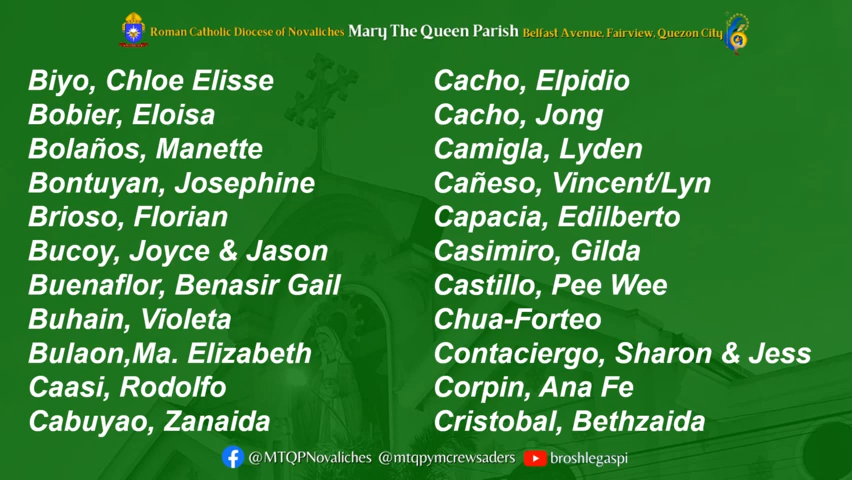 Roman Catholic Diocese of Novaliches Mary The Queen Parish Belfast Avenue, Fairview, Quezon City
Biyo, Chloe Elisse
Bobier, Eloisa
Bolaños, Manette
Bontuyan, Josephine
Brioso, Florian
Bucoy, Joyce & Jason
Buenaflor, Benasir Gail
Buhain, Violeta
Bulaon,Ma. Elizabeth
Caasi, Rodolfo
Cabuyao, Zanaida
Cacho, Elpidio
Cacho, Jong
Camigla, Lyden
Cañeso, Vincent/Lyn
Capacia, Edilberto
Casimiro, Gilda
Castillo, Pee Wee
Chua-Forteo
Contaciergo, Sharon & Jess
Corpin, Ana Fe
Cristobal, Bethzaida
@MTQPNovaliches @mtqpymcrewsaders broshlegaspi